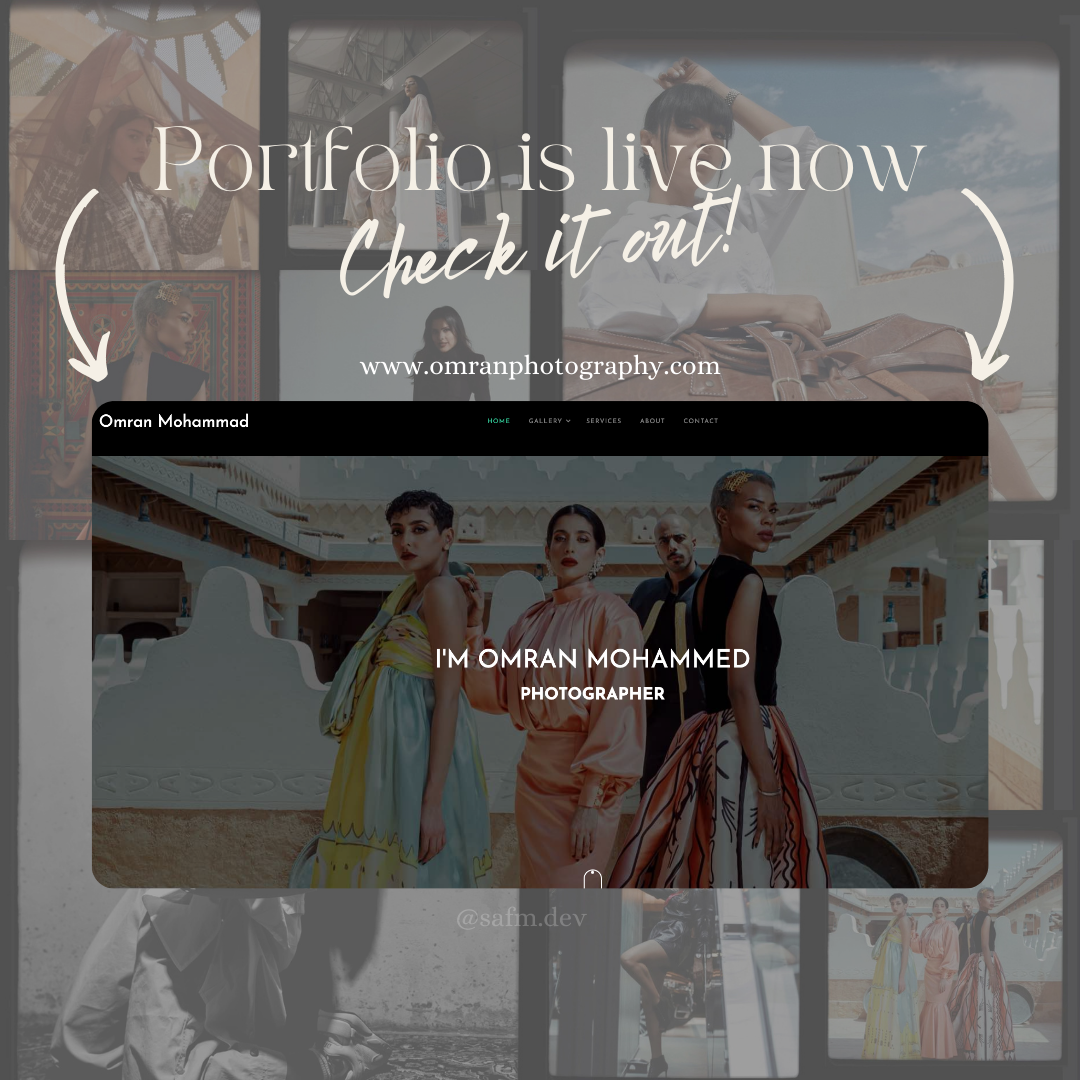 Portfolio is live now
Check it out!
www.omranphotography.com
Omran Mohammad
HOME GALLERY SERVICES ABOUT CONTACT
I'M OMRAN MOHAMMED
PHOTOGRAPHER
@safm.dev